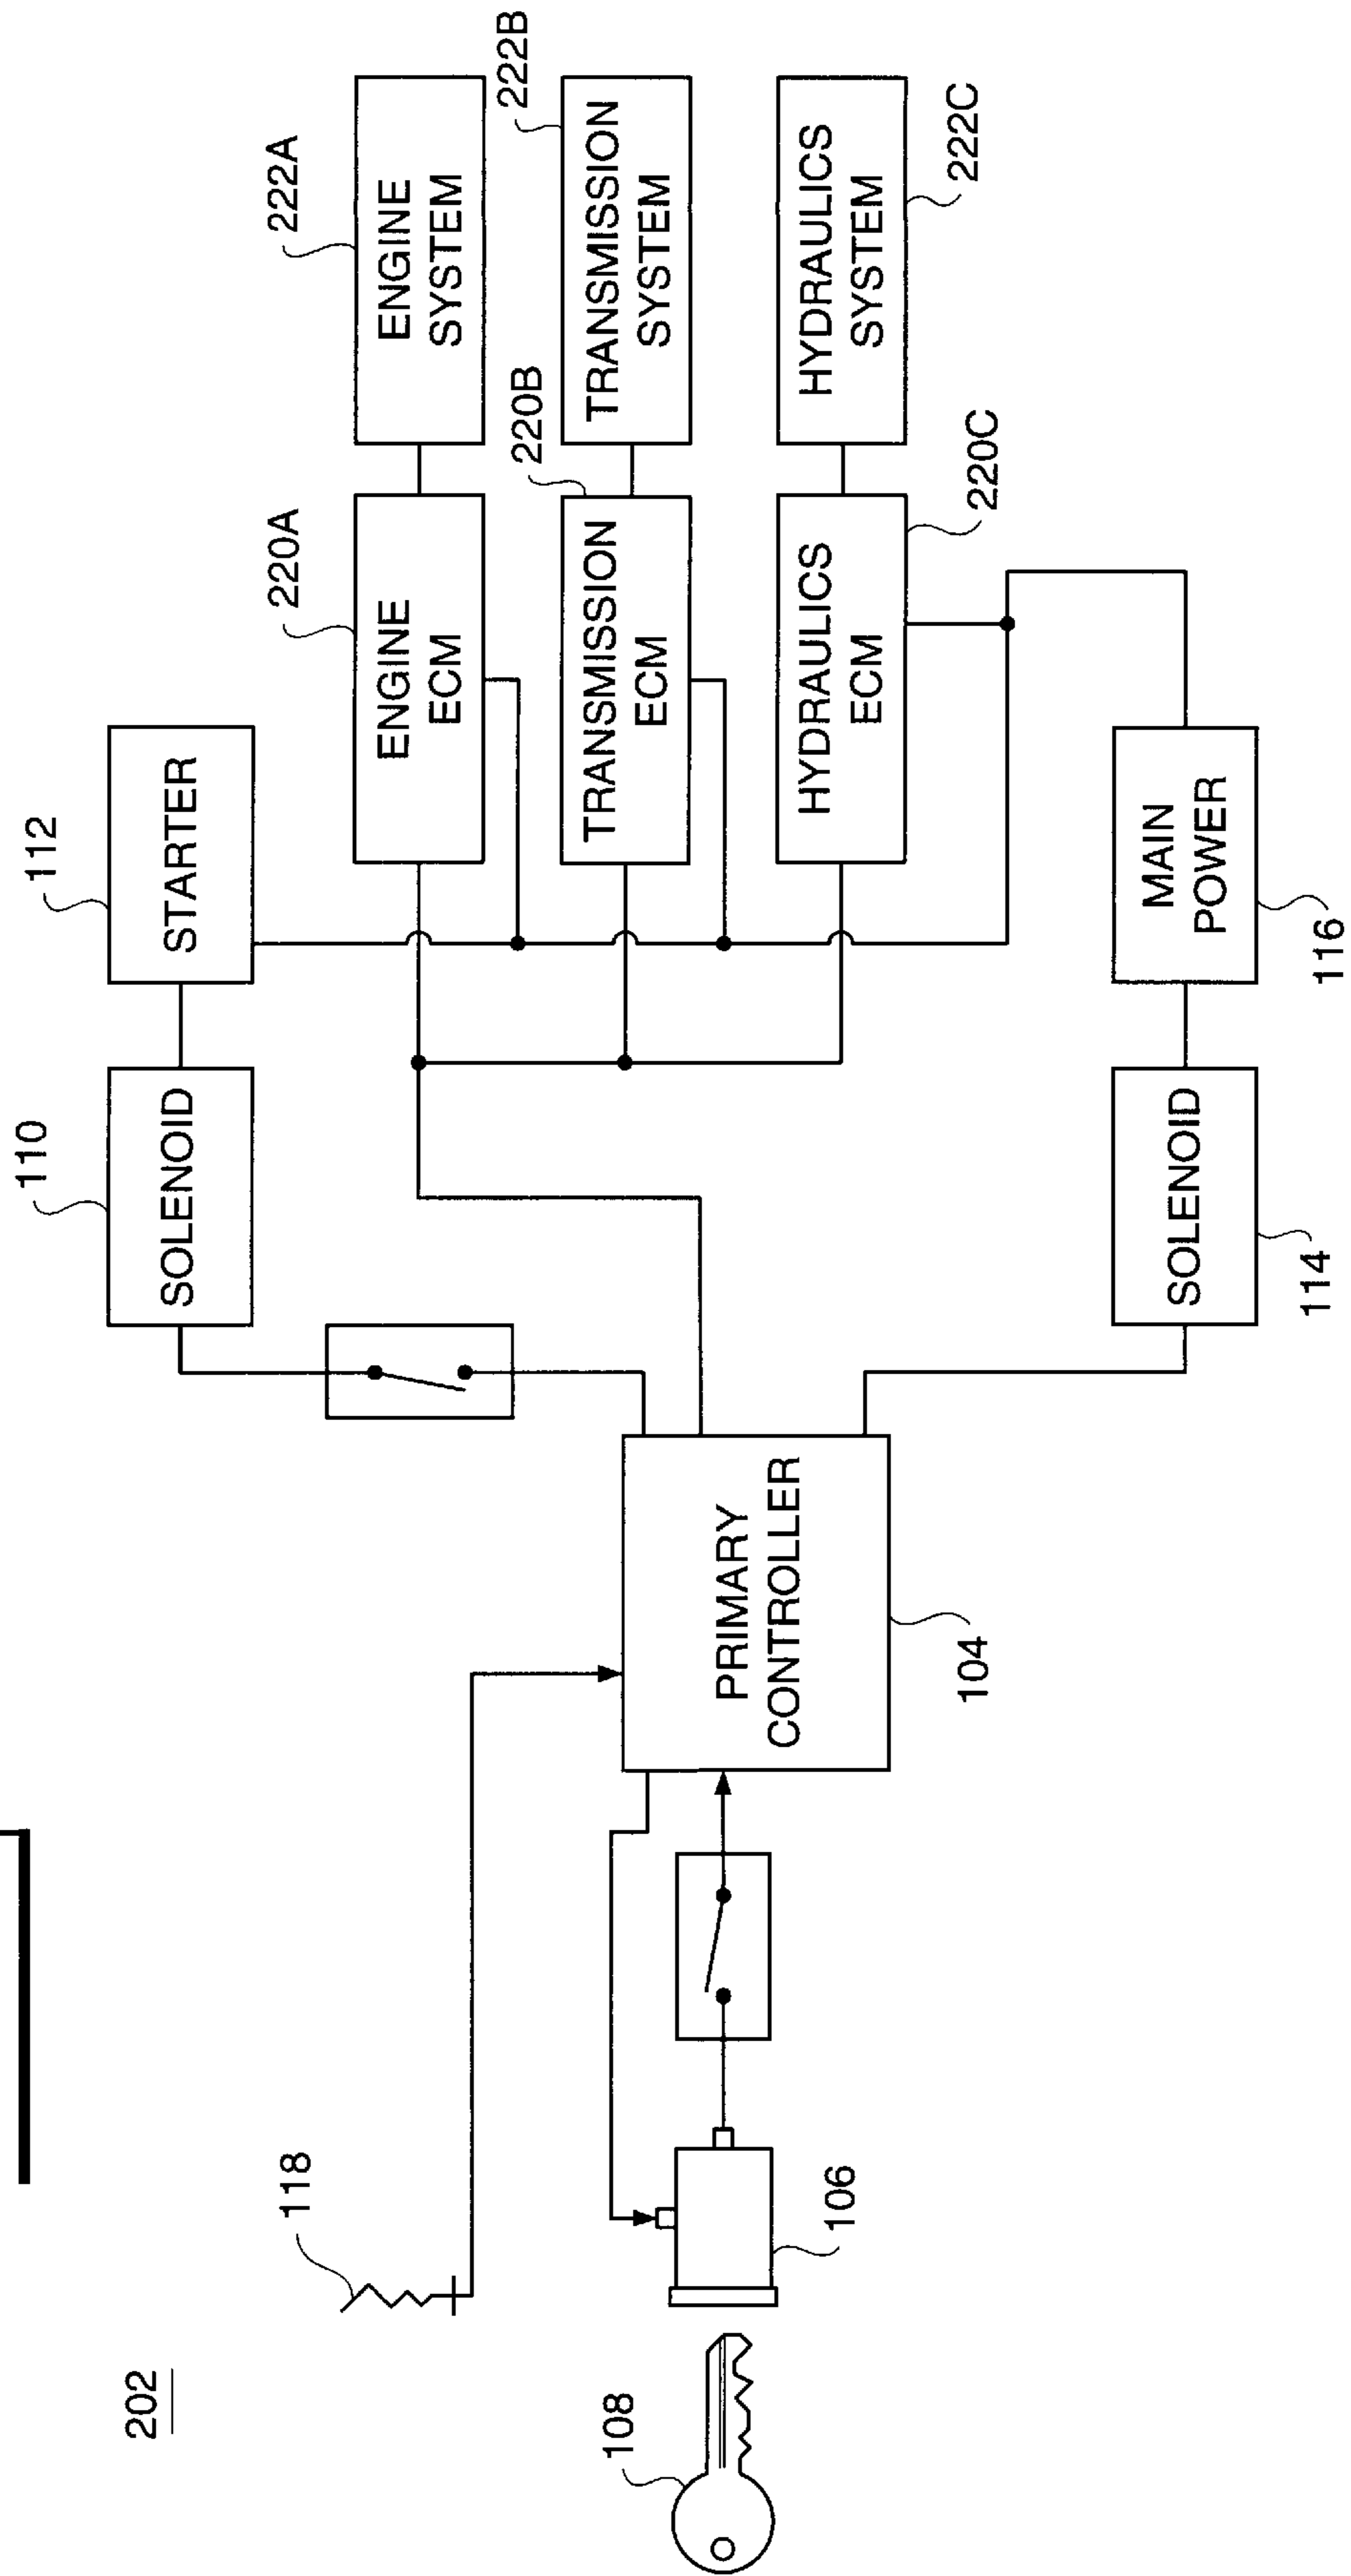 202
118
108
106
PRIMARY
CONTROLLER
104
110
SOLENOID
112
STARTER
220A
ENGINE
ECM
222A
ENGINE
SYSTEM
220B
TRANSMISSION
ECM
222B
TRANSMISSION
SYSTEM
HYDRAULICS
ECM
220C
HYDRAULICS
SYSTEM
222C
SOLENOID
114
MAIN
POWER
116